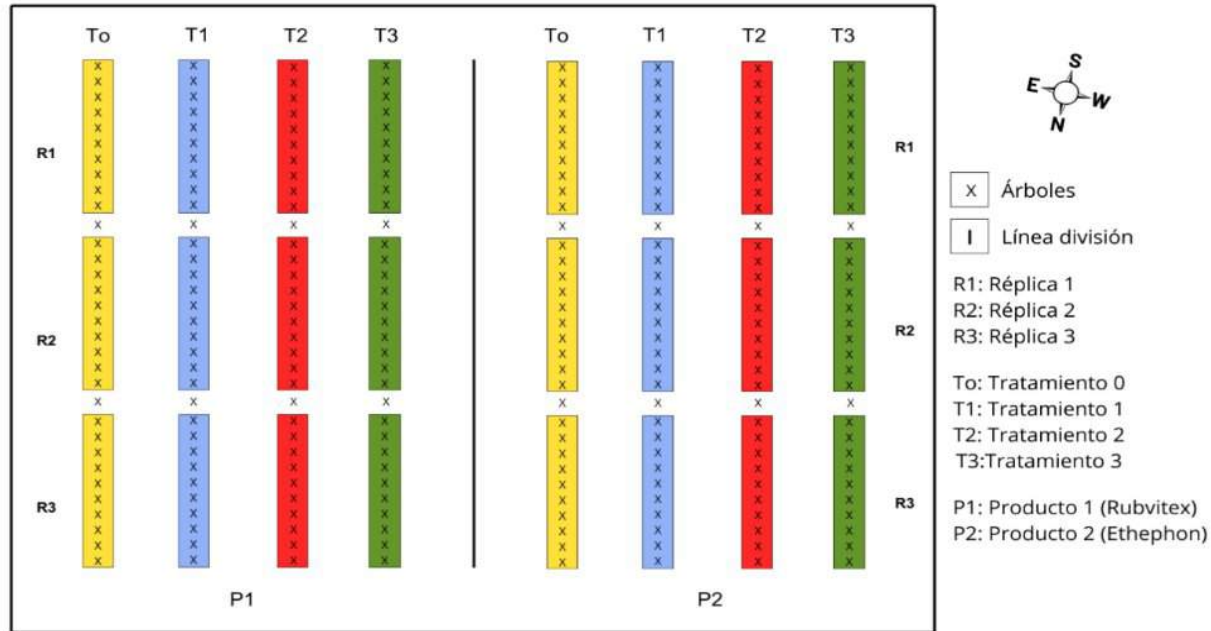 To T1 T2 T3 To T1 T2 T3
X X X X X X X X
X X X X X X X X
X X X X X X X X
X X X X X X X X
X X X X X X X X
R1 R1
X X X X X X X X
X X X X X X X X
X X X X X X X X
X X X X X X X X
X X X X X X X X
X X X X X X X X
X X X X X X X X
X X X X X X X X
X X X X X X X X
X X X X X X X X
X X X X X X X X
X X X X X X X X
R2 R2
X X X X X X X X
X X X X X X X X
X X X X X X X X
X X X X X X X X
X X X X X X X X
X X X X X X X X
X X X X X X X X
X X X X X X X X
X X X X X X X X
X X X X X X X X
X X X X X X X X
R3 R3
X X X X X X X X
X X X X X X X X
X X X X X X X X
X X X X X X X X
X X X X X X X X
P1 P2
S
E W
N
X Árboles
I Línea división
R1: Réplica 1
R2: Réplica 2
R3: Réplica 3
To: Tratamiento 0
T1: Tratamiento 1
T2: Tratamiento 2
T3:Tratamiento 3
P1: Producto 1 (Rubvitex)
P2: Producto 2 (Ethephon)